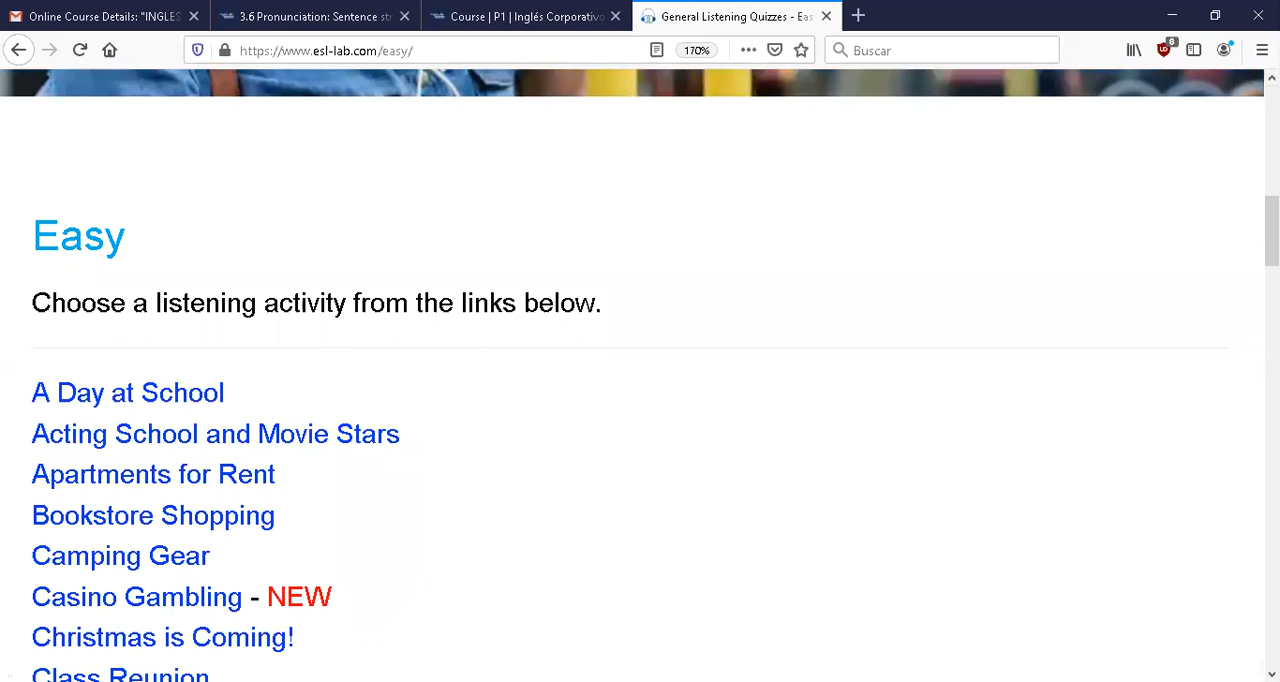 Online Course Details: "INGLES
3.6 Pronunciation: Sentence str
Course | P1 | Inglés Corporativo
General Listening Quizzes - Eas
https://www.esl-lab.com/easy/
170%
Buscar
8
Easy
Choose a listening activity from the links below.
A Day at School
Acting School and Movie Stars
Apartments for Rent
Bookstore Shopping
Camping Gear
Casino Gambling - NEW
Christmas is Coming!
Class Reunion